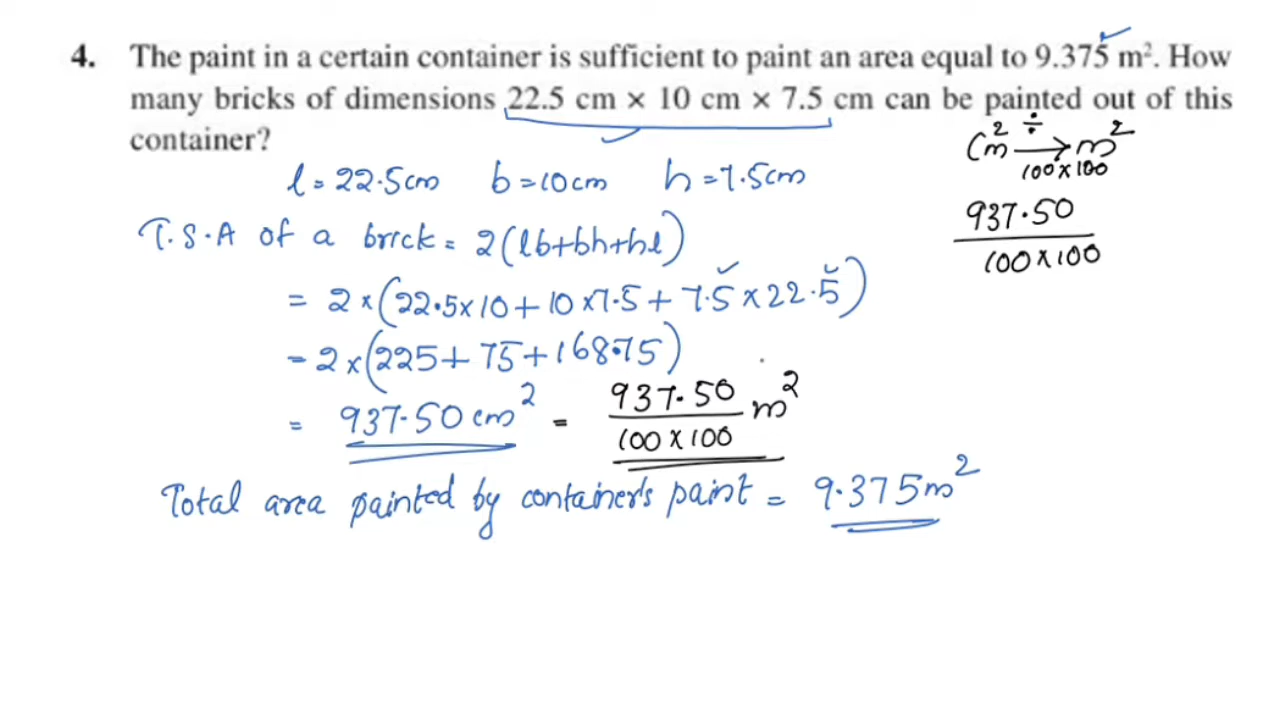 4. The paint in a certain container is sufficient to paint an area equal to 9.375 m². How
many bricks of dimensions 22.5 cm × 10 cm × 7.5 cm can be painted out of this
container?
cm² ÷→ m²
100×100
l = 22.5cm b = 10cm h = 7.5cm
937.50
100×100
T.S.A of a brick = 2(lb+bh+hl)
= 2×(22.5×10+10×7.5+7.5×22.5)
= 2×(225+75+168.75)
= 937.50 cm² = 937.50/100×100 m²
Total area painted by container's paint = 9.375m²